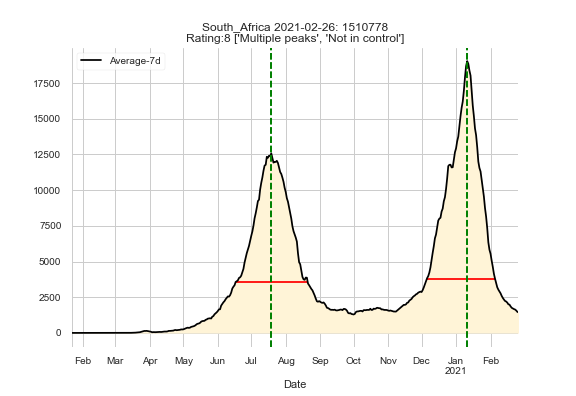 South_Africa 2021-02-26: 1510778
Rating:8 ['Multiple peaks', 'Not in control']
Average-7d
17500
15000
12500
10000
7500
5000
2500
0
Feb Mar Apr May Jun Jul Aug Sep Oct Nov Dec Jan Feb
2021
Date